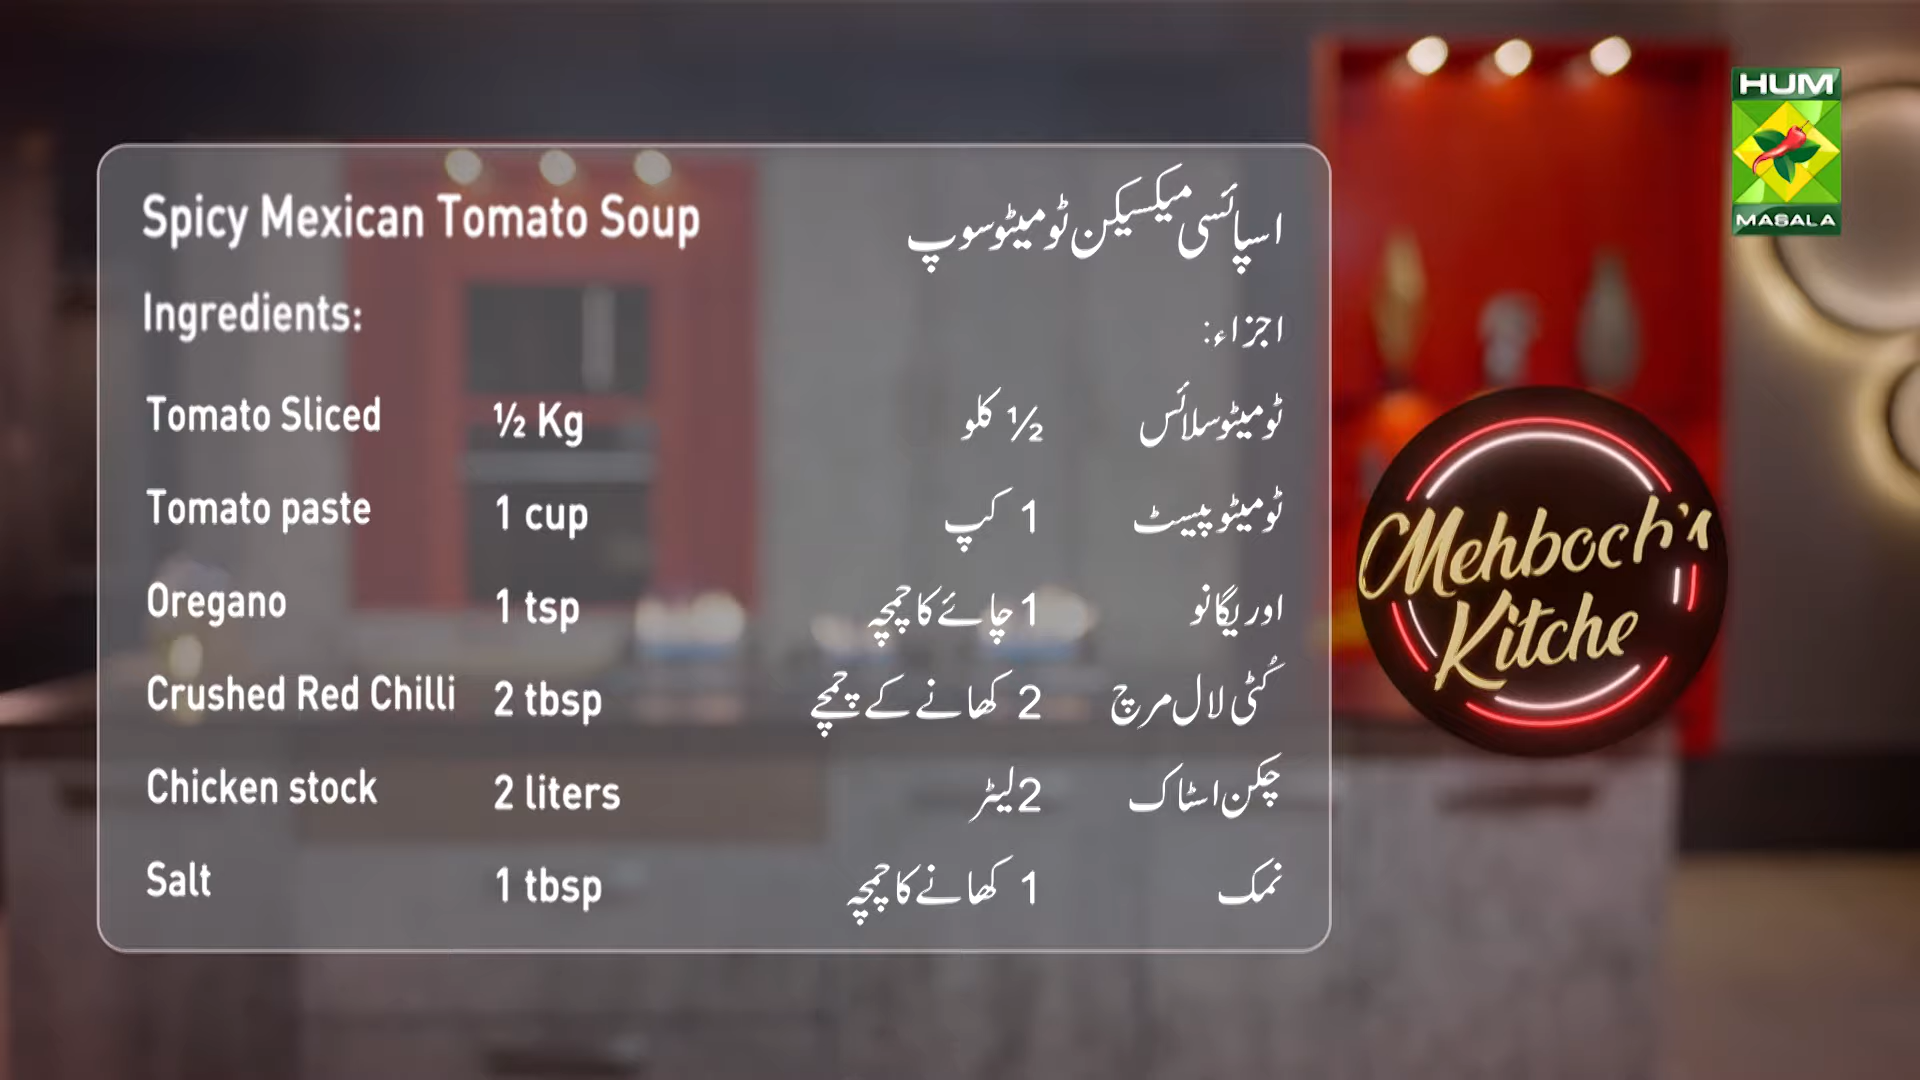 HUM
MASALA
Spicy Mexican Tomato Soup اسپائسی میکسیکن ٹومیٹو سوپ
Ingredients: اجزاء:
Tomato Sliced ½ Kg ٹومیٹو سلائس ½ کلو
Tomato paste 1 cup ٹومیٹو پیسٹ 1 کپ
Oregano 1 tsp اوریگانو 1 چائے کا چمچہ
Crushed Red Chilli 2 tbsp کُٹی لال مرچ 2 کھانے کے چمچے
Chicken stock 2 liters چکن اسٹاک 2 لیٹر
Salt 1 tbsp نمک 1 کھانے کا چمچہ
Mehboch's
Kitche